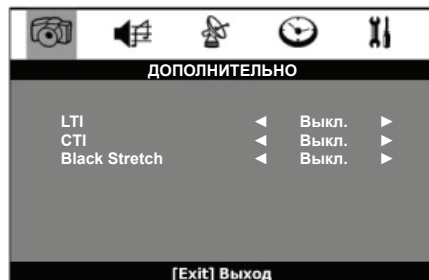 ДОПОЛНИТЕЛЬНО
LTI ◄ Выкл. ►
CTI ◄ Выкл. ►
Black Stretch ◄ Выкл. ►
[Exit] Выход